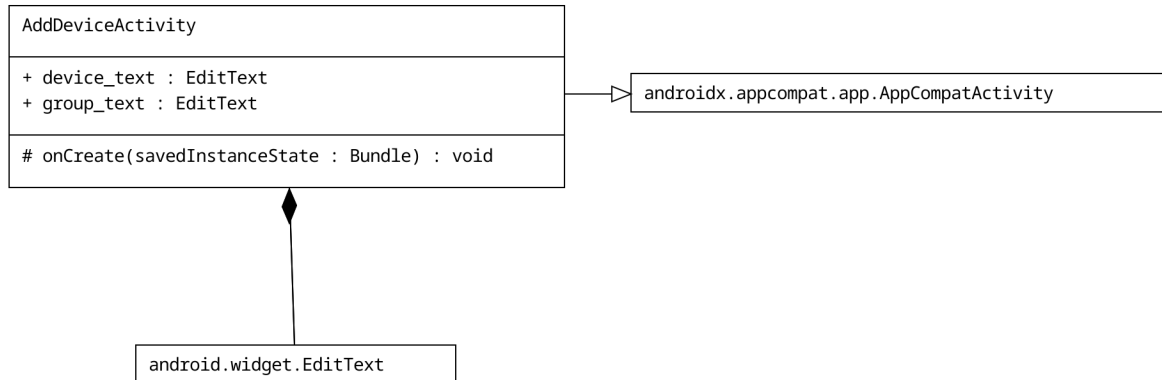 AddDeviceActivity
+ device_text : EditText
+ group_text : EditText
# onCreate(savedInstanceState : Bundle) : void
androidx.appcompat.app.AppCompatActivity
android.widget.EditText